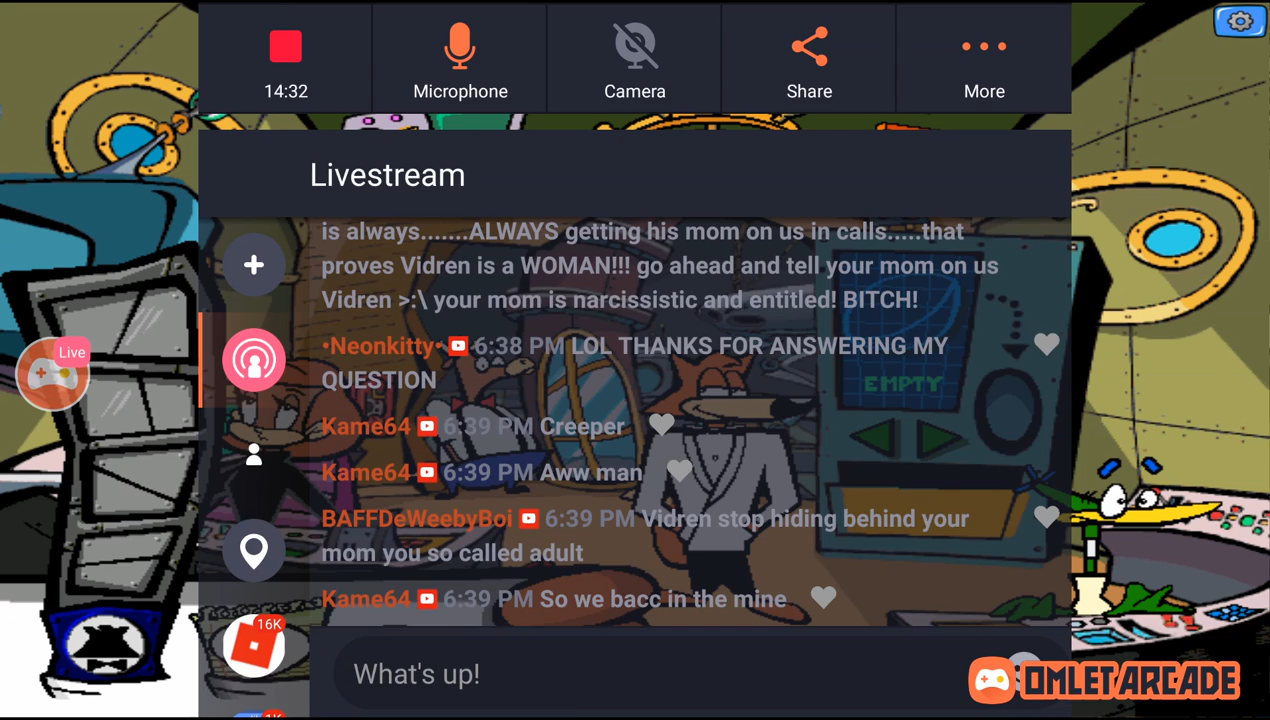 14:32
Microphone
Camera
Share
More
Livestream
is always.......ALWAYS getting his mom on us in calls.....that
proves Vidren is a WOMAN!!! go ahead and tell your mom on us
Vidren >:\ your mom is narcissistic and entitled! BITCH!
•Neonkitty• 6:38 PM LOL THANKS FOR ANSWERING MY
QUESTION
Live
EMPTY
Kame64 6:39 PM Creeper
Kame64 6:39 PM Aww man
BAFFDeWeebyBoi 6:39 PM Vidren stop hiding behind your
mom you so called adult
Kame64 6:39 PM So we bacc in the mine
16K
What's up!
OMLET ARCADE
1K